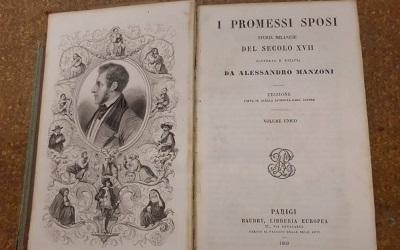 I PROMESSI SPOSI
STORIA MILANESE
DEL SECOLO XVII
SCOPERTA E RIFATTA
DA ALESSANDRO MANZONI
EDIZIONE
VOLUME UNICO
PARIGI
BAUDRY, LIBRERIA EUROPEA